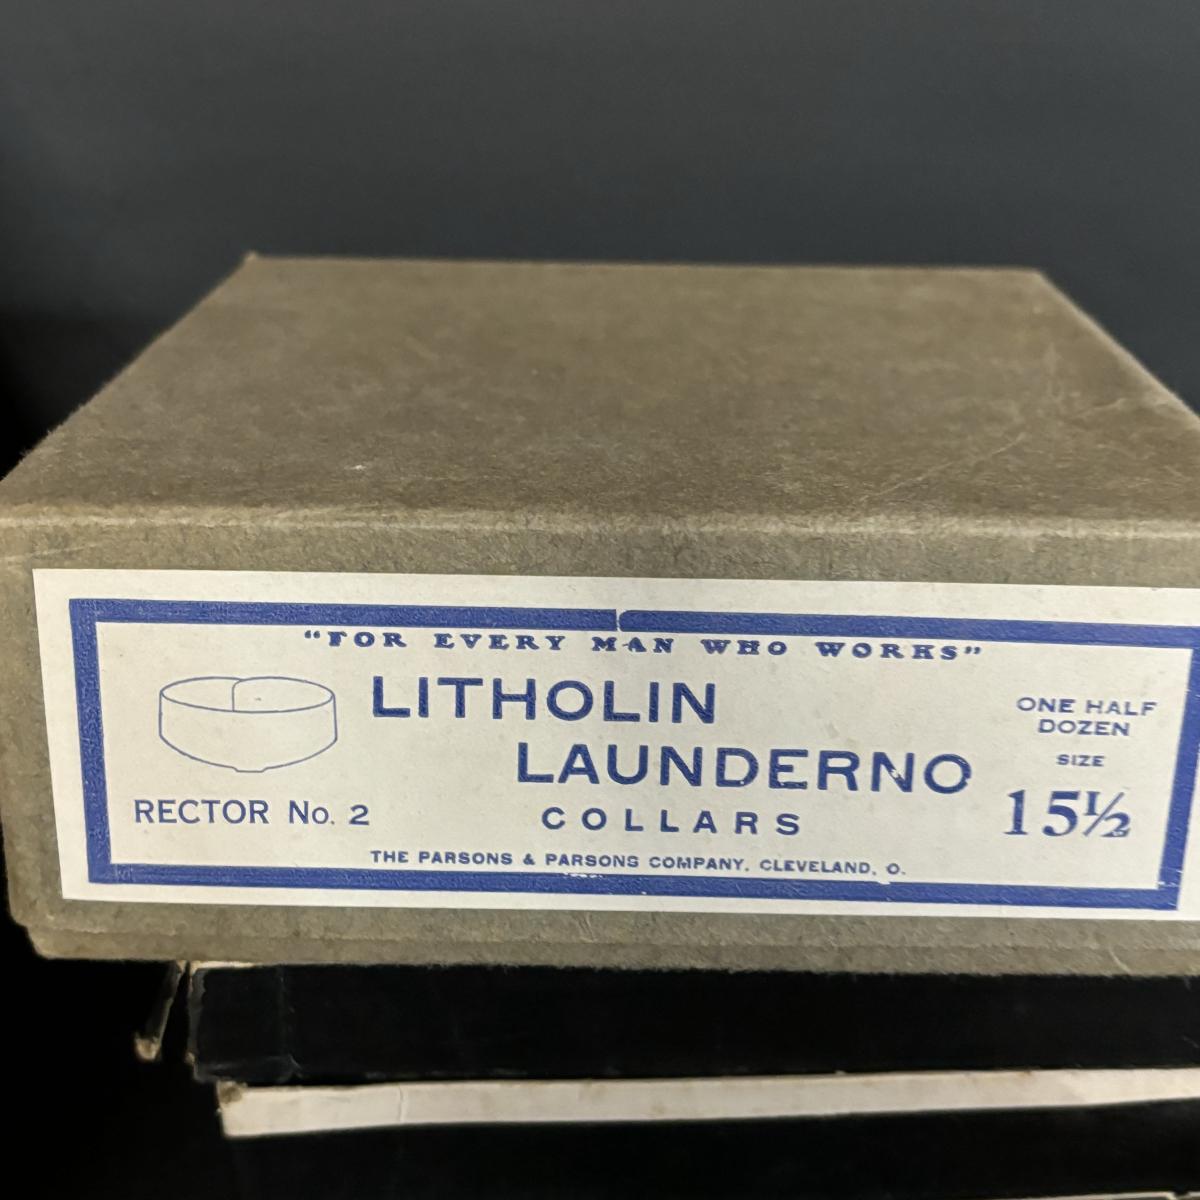 "FOR EVERY MAN WHO WORKS"
LITHOLIN
LAUNDERNO
COLLARS
RECTOR No. 2
ONE HALF
DOZEN
SIZE
15½
THE PARSONS & PARSONS COMPANY, CLEVELAND, O.